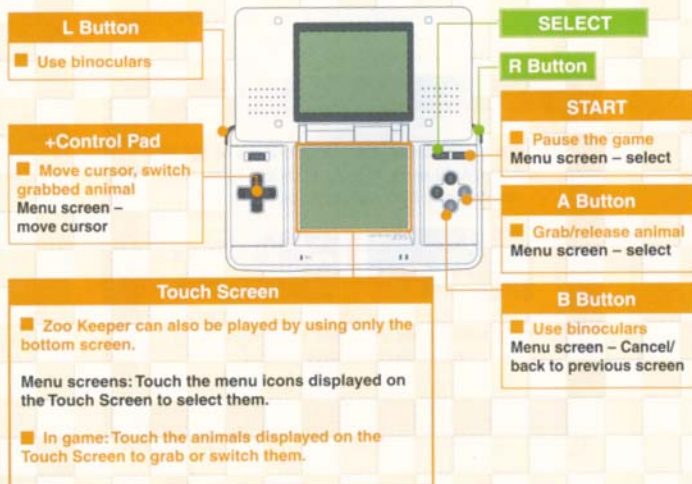 L Button
Use binoculars
+Control Pad
Move cursor, switch
grabbed animal
Menu screen –
move cursor
SELECT
R Button
START
Pause the game
Menu screen – select
A Button
Grab/release animal
Menu screen – select
B Button
Use binoculars
Menu screen – Cancel/
back to previous screen
Touch Screen
Zoo Keeper can also be played by using only the
bottom screen.
Menu screens: Touch the menu icons displayed on
the Touch Screen to select them.
In game: Touch the animals displayed on the
Touch Screen to grab or switch them.